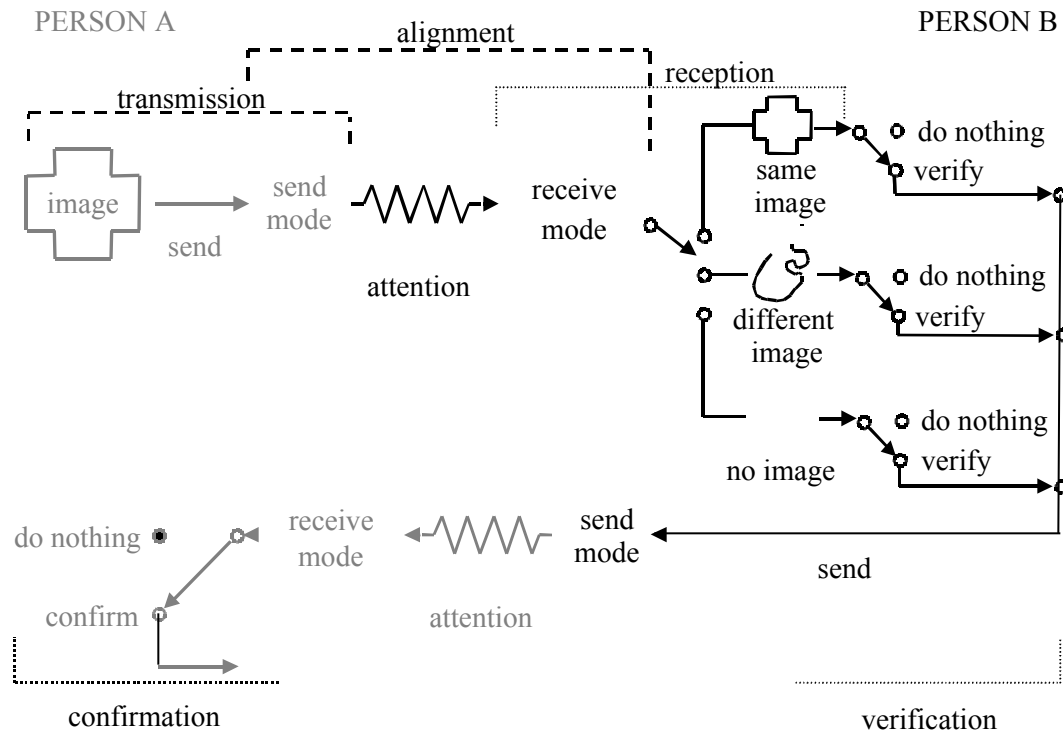 PERSON A
PERSON B
alignment
reception
transmission
do nothing
verify
same
image
image
send
mode
send
receive
mode
attention
do nothing
verify
different
image
do nothing
verify
no image
do nothing
receive
mode
send
mode
send
confirm
attention
confirmation
verification